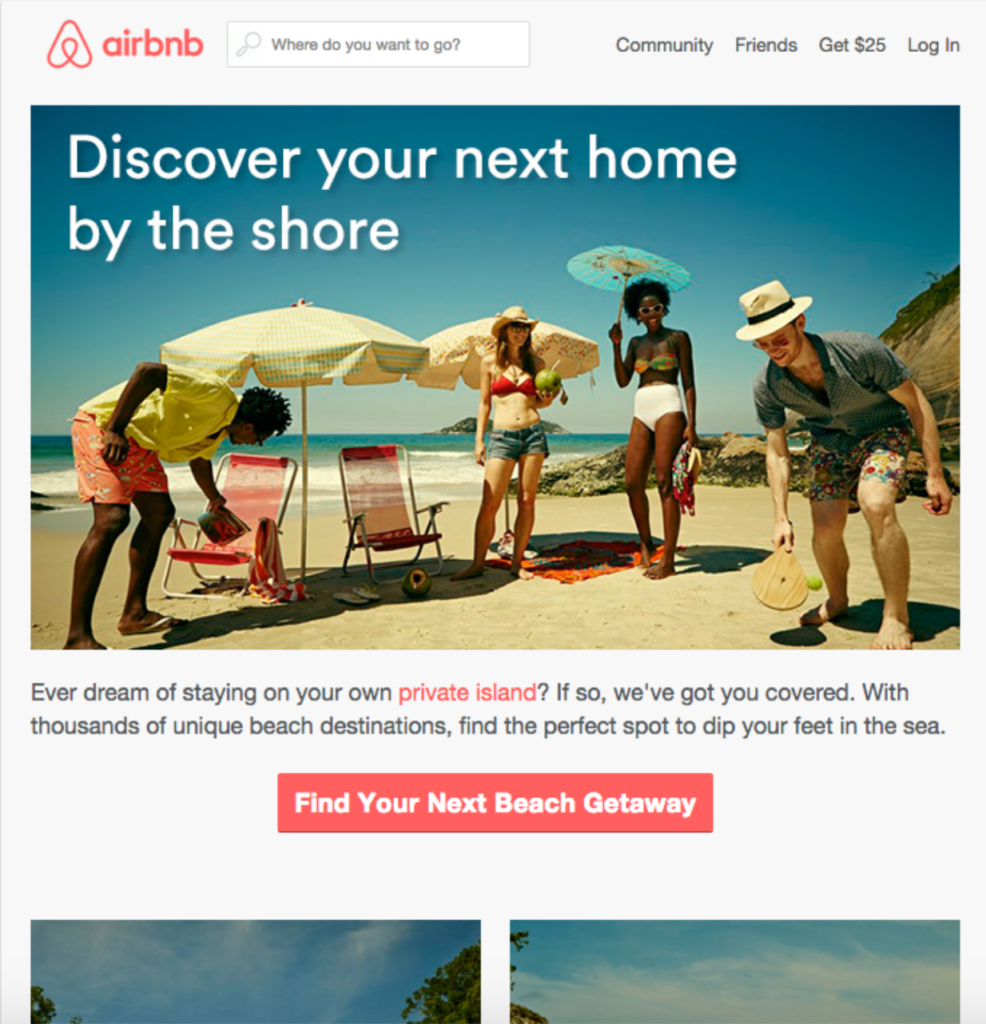 airbnb
Where do you want to go?
Community Friends Get $25 Log In
Discover your next home
by the shore
Ever dream of staying on your own private island? If so, we've got you covered. With
thousands of unique beach destinations, find the perfect spot to dip your feet in the sea.
Find Your Next Beach Getaway